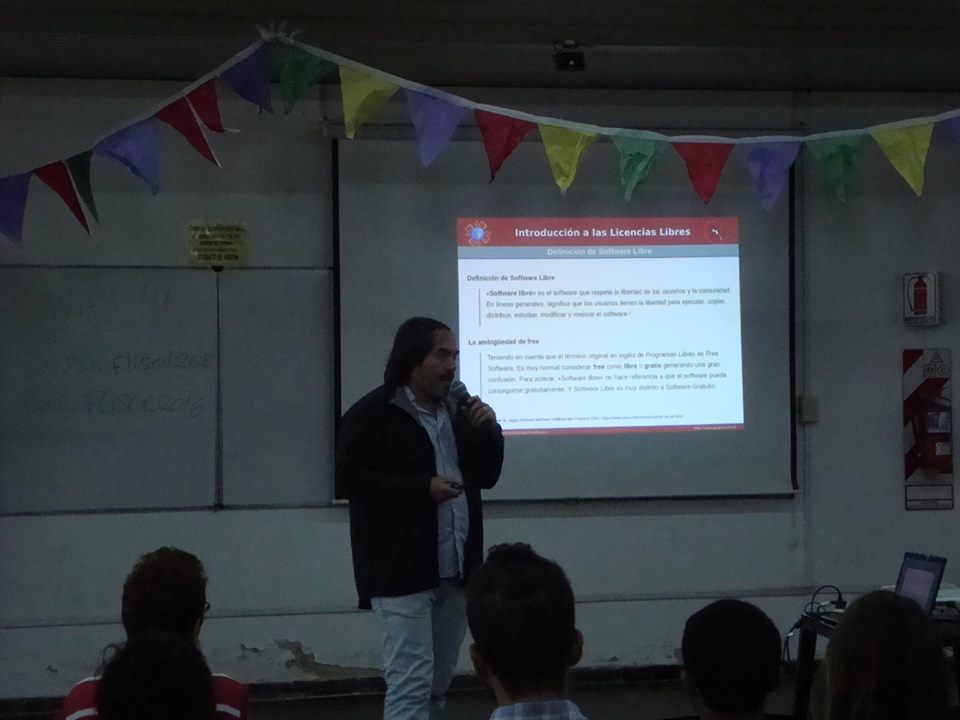 Introducción a las Licencias Libres
Definición de Software Libre
Definición de Software Libre
«Software libre» es el software que respeta la libertad de los usuarios y la comunidad.
En líneas generales, significa que los usuarios tienen la libertad para ejecutar, copiar,
distribuir, estudiar, modificar y mejorar el software.¹
La ambigüedad de free
Teniendo en cuenta que el término original en inglés de Programas Libres es Free
Software. Es muy normal considerar free como libre o gratis generando una gran
confusión. Para aclarar, «Software libre» no hace referencia a que el software pueda
conseguirse gratuitamente. Y Software Libre es muy distinto a Software Gratuito.
Flisol2016
FLISOL2016